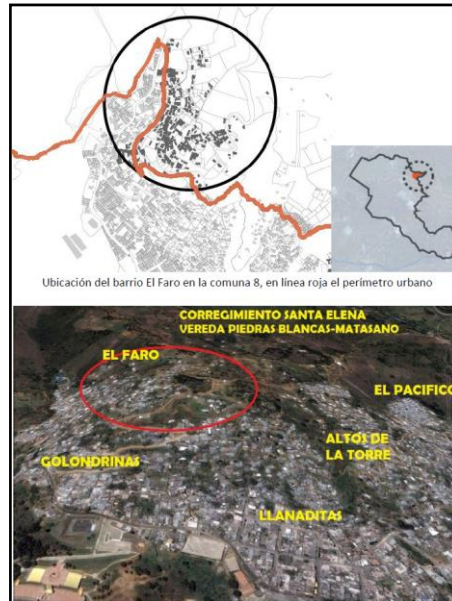 Ubicación del barrio El Faro en la comuna 8, en línea roja el perímetro urbano
CORREGIMIENTO SANTA ELENA
VEREDA PIEDRAS BLANCAS-MATASANO
EL FARO
EL PACIFICO
ALTOS DE
LA TORRE
GOLONDRINAS
LLANADITAS